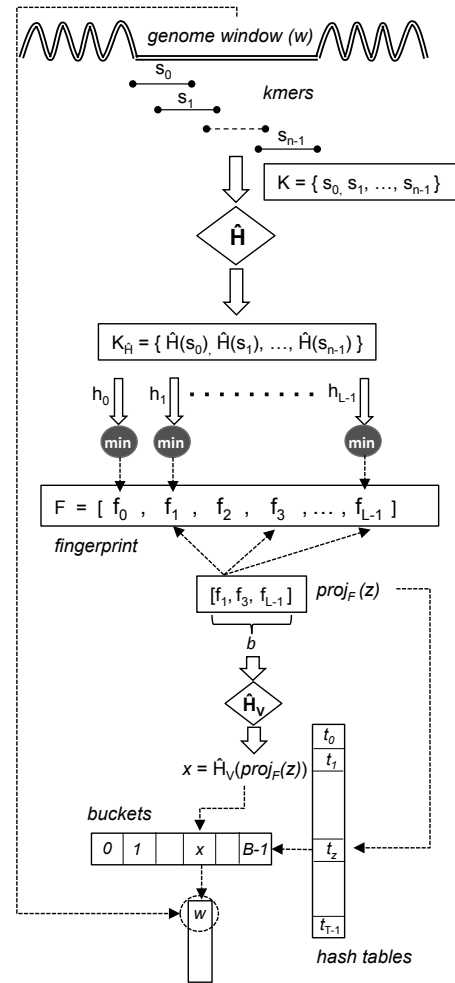 genome window (w)
s0
s1
kmers
sn-1
K = { s0, s1, …, sn-1 }
Ĥ
KĤ = { Ĥ(s0), Ĥ(s1), …, Ĥ(sn-1) }
h0 h1 . . . . . . . . . hL-1
min min min
F = [ f0 , f1 , f2 , f3 , … , fL-1 ]
fingerprint
[f1, f3, fL-1 ] projF (z)
b
ĤV
t0
t1
x = ĤV(projF(z))
buckets
0 1 x B-1
tz
w
tT-1
hash tables